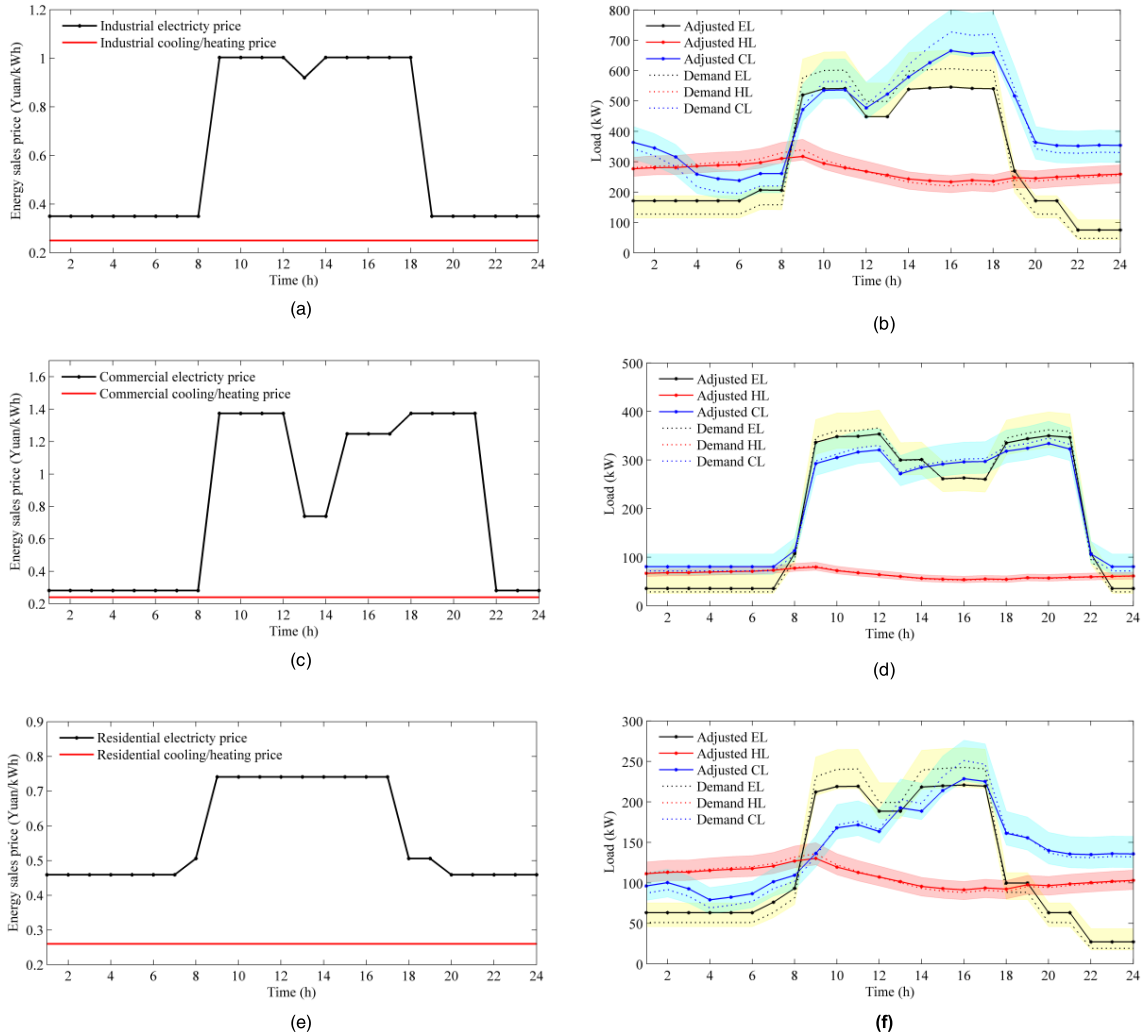 1.2
1
0.8
0.6
0.4
0.2
Energy sales price (Yuan/kWh)
Industrial electricty price
Industrial cooling/heating price
2 4 6 8 10 12 14 16 18 20 22 24
Time (h)
(a)
800
700
600
500
400
300
200
100
0
Load (kW)
Adjusted EL
Adjusted HL
Adjusted CL
Demand EL
Demand HL
Demand CL
2 4 6 8 10 12 14 16 18 20 22 24
Time (h)
(b)
1.6
1.4
1.2
1
0.8
0.6
0.4
0.2
Energy sales price (Yuan/kWh)
Commercial electricty price
Commercial cooling/heating price
2 4 6 8 10 12 14 16 18 20 22 24
Time (h)
(c)
500
400
300
200
100
0
Load (kW)
Adjusted EL
Adjusted HL
Adjusted CL
Demand EL
Demand HL
Demand CL
2 4 6 8 10 12 14 16 18 20 22 24
Time (h)
(d)
0.9
0.8
0.7
0.6
0.5
0.4
0.3
0.2
Energy sales price (Yuan/kWh)
Residential electricty price
Residential cooling/heating price
2 4 6 8 10 12 14 16 18 20 22 24
Time (h)
(e)
300
250
200
150
100
50
0
Load (kW)
Adjusted EL
Adjusted HL
Adjusted CL
Demand EL
Demand HL
Demand CL
2 4 6 8 10 12 14 16 18 20 22 24
Time (h)
(f)